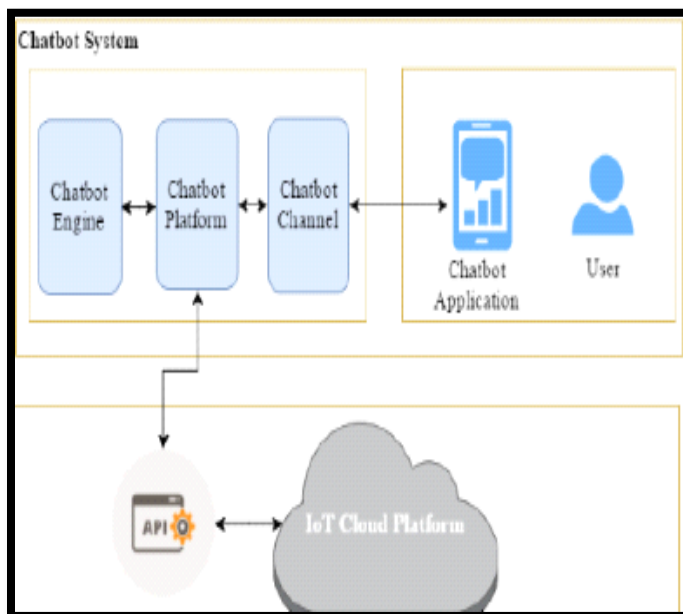 Chatbot System
Chatbot
Engine
Chatbot
Platform
Chatbot
Channel
Chatbot
Application
User
API
IoT Cloud Platform